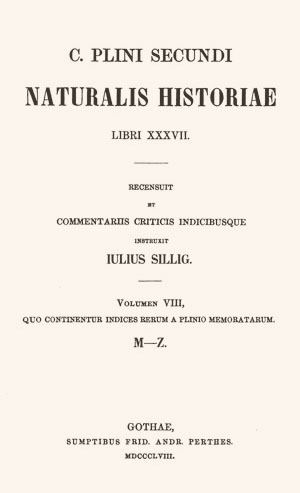 C. PLINI SECUNDI
NATURALIS HISTORIAE
LIBRI XXXVII.
RECENSUIT
ET
COMMENTARIIS CRITICIS INDICIBUSQUE
INSTRUXIT
IULIUS SILLIG.
VOLUMEN VIII,
QUO CONTINENTUR INDICES RERUM A PLINIO MEMORATARUM.
M—Z.
GOTHAE,
SUMPTIBUS FRID. ANDR. PERTHES.
MDCCCLVIII.